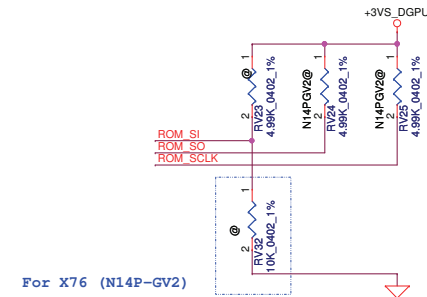 +3VS_DGPU
1
1
1
@
N14PGV2@
N14PGV2@
2
2
2
RV23
4.99K_0402_1%
RV24
4.99K_0402_1%
RV25
4.99K_0402_1%
ROM_SI
ROM_SO
ROM_SCLK
1
@
2
RV32
10K_0402_1%
For X76 (N14P-GV2)